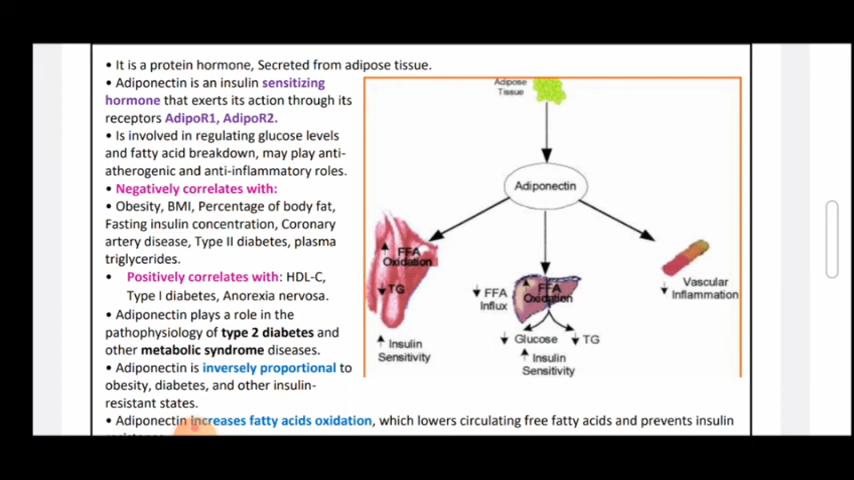 • It is a protein hormone, Secreted from adipose tissue.
• Adiponectin is an insulin sensitizing
hormone that exerts its action through its
receptors AdipoR1, AdipoR2.
• Is involved in regulating glucose levels
and fatty acid breakdown, may play anti-
atherogenic and anti-inflammatory roles.
• Negatively correlates with:
• Obesity, BMI, Percentage of body fat,
Fasting insulin concentration, Coronary
artery disease, Type II diabetes, plasma
triglycerides.
• Positively correlates with: HDL-C,
Type I diabetes, Anorexia nervosa.
• Adiponectin plays a role in the
pathophysiology of type 2 diabetes and
other metabolic syndrome diseases.
• Adiponectin is inversely proportional to
obesity, diabetes, and other insulin-
resistant states.
• Adiponectin increases fatty acids oxidation, which lowers circulating free fatty acids and prevents insulin
Adipose
Tissue
Adiponectin
↑ FFA
Oxidation
↓ TG
↑ Insulin
Sensitivity
↓ FFA
Influx
↑ FFA
Oxidation
↓ Glucose ↓ TG
↑ Insulin
Sensitivity
Vascular
↓ Inflammation